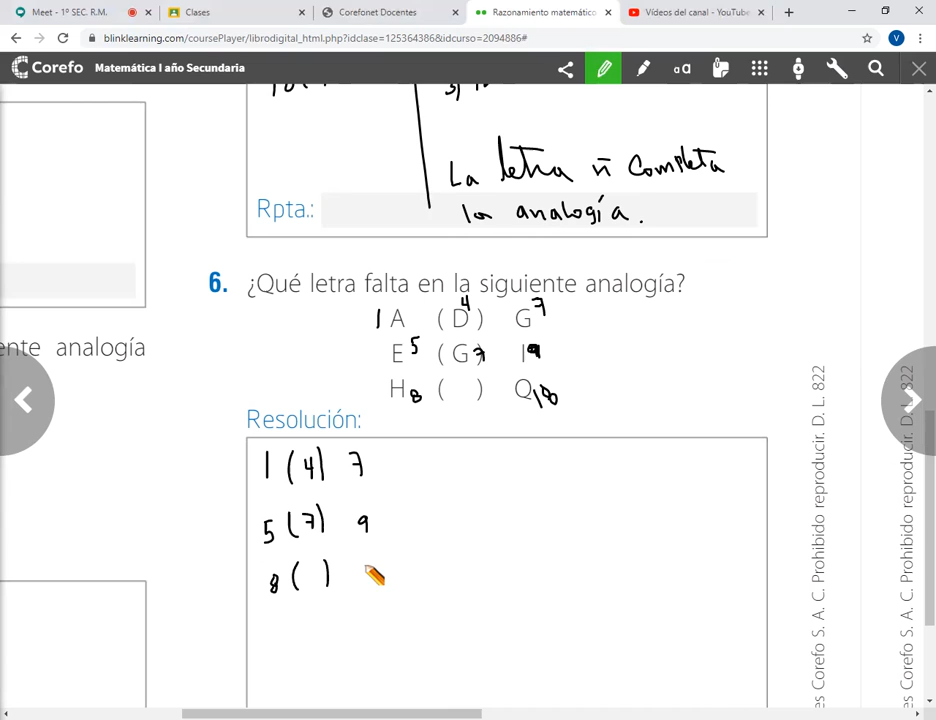 Meet - 1º SEC. R.M.
Clases
Corefonet Docentes
Razonamiento matemático
Vídeos del canal - YouTube
blinklearning.com/coursePlayer/librodigital_html.php?idclase=125364386&idcurso=2094886#
V
Corefo
Matemática I año Secundaria
aa
La letra ñ completa
Rpta.:
la analogía.
6. ¿Qué letra falta en la siguiente analogía?
1 A ( D 4 ) G 7
ente analogía
E 5 ( G 7 ) I 9
H 8 ( ) Q 18
Resolución:
1 (4) 7
5 (7) 9
8 ( )
es Corefo S. A. C. Prohibido reproducir. D. L. 822
es Corefo S. A. C. Prohibido reproducir. D. L. 822